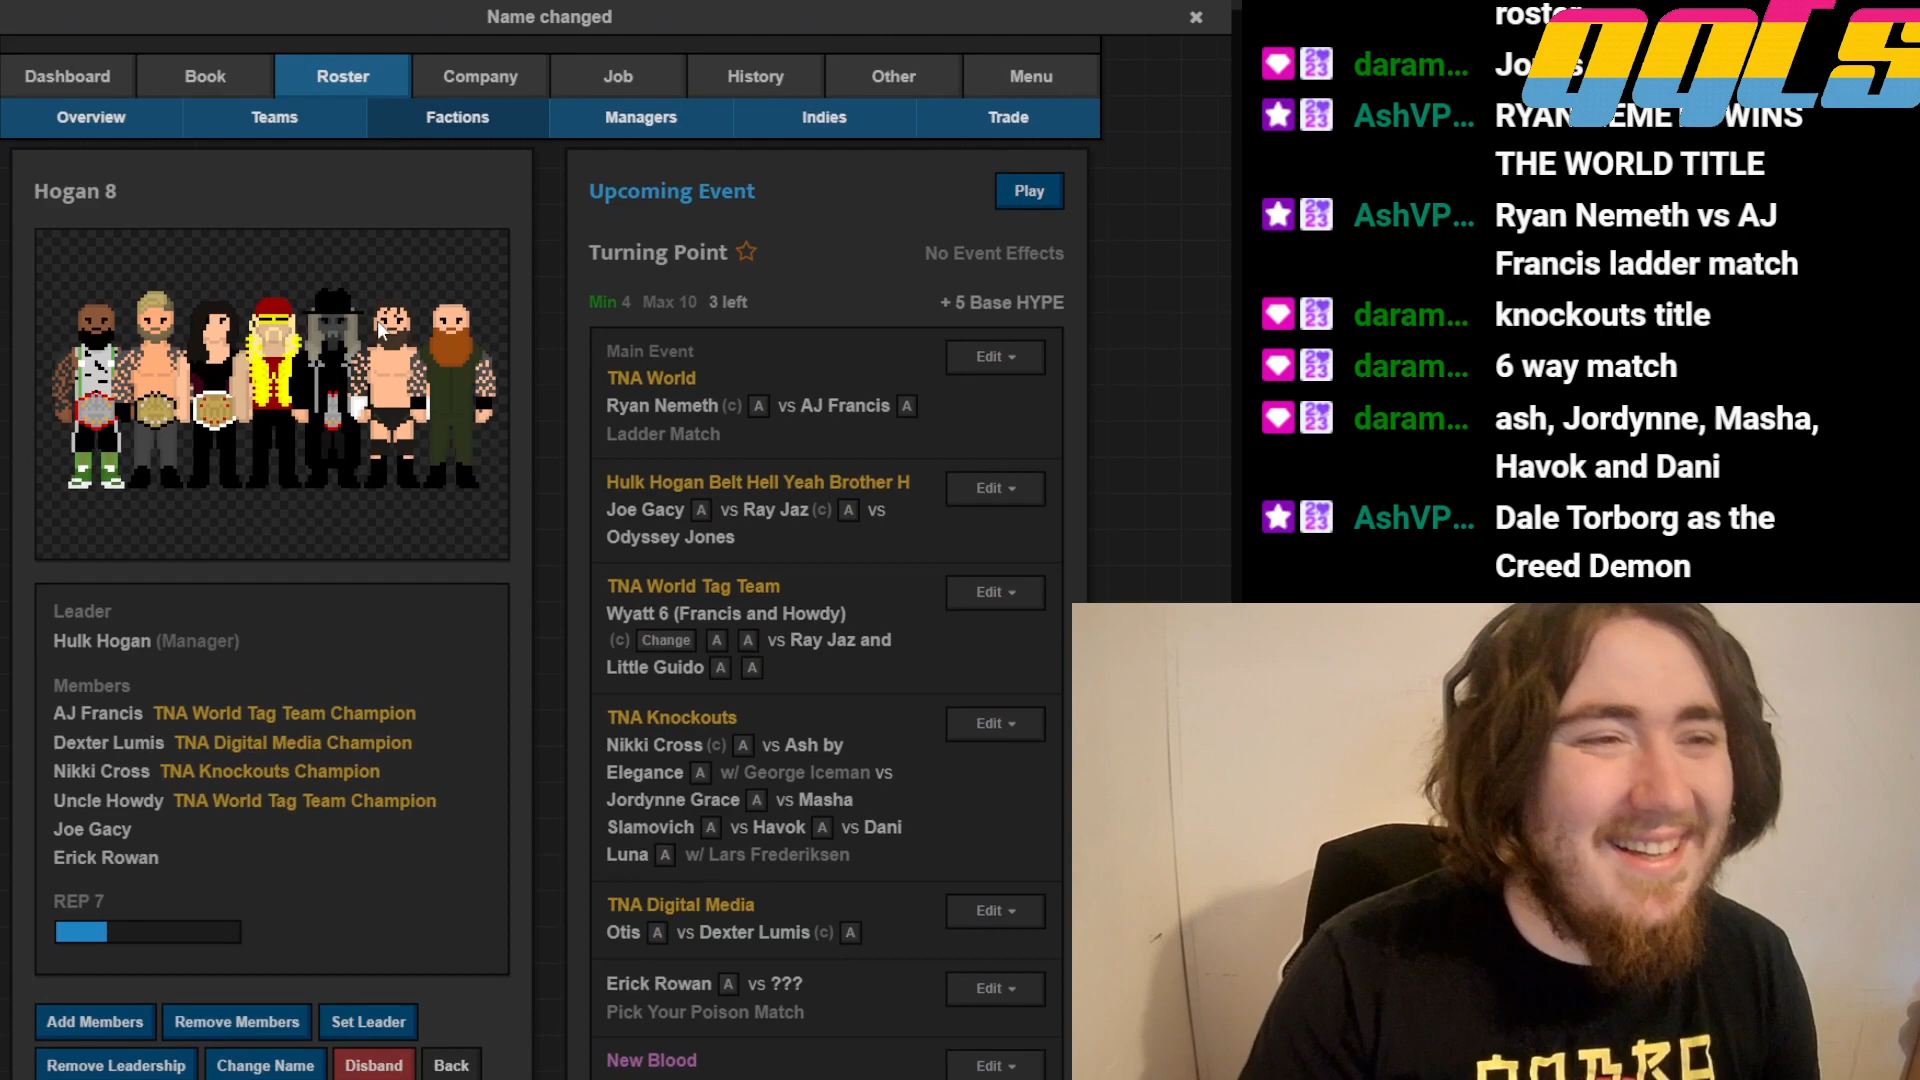 Name changed
Dashboard Book Roster Company Job History Other Menu
Overview Teams Factions Managers Indies Trade
Hogan 8
Leader
Hulk Hogan (Manager)
Members
AJ Francis TNA World Tag Team Champion
Dexter Lumis TNA Digital Media Champion
Nikki Cross TNA Knockouts Champion
Uncle Howdy TNA World Tag Team Champion
Joe Gacy
Erick Rowan
REP 7
Add Members Remove Members Set Leader
Remove Leadership Change Name Disband Back
Upcoming Event Play
Turning Point No Event Effects
Min 4 Max 10 3 left + 5 Base HYPE
Main Event Edit
TNA World
Ryan Nemeth (c) A vs AJ Francis A
Ladder Match
Hulk Hogan Belt Hell Yeah Brother H Edit
Joe Gacy A vs Ray Jaz (c) A vs
Odyssey Jones
TNA World Tag Team Edit
Wyatt 6 (Francis and Howdy)
(c) Change A A vs Ray Jaz and
Little Guido A A
TNA Knockouts Edit
Nikki Cross (c) A vs Ash by
Elegance A w/ George Iceman vs
Jordynne Grace A vs Masha
Slamovich A vs Havok A vs Dani
Luna A w/ Lars Frederiksen
TNA Digital Media Edit
Otis A vs Dexter Lumis (c) A
Erick Rowan A vs ??? Edit
Pick Your Poison Match
New Blood Edit
daram...
AshVP...
WINS
THE WORLD TITLE
AshVP... Ryan Nemeth vs AJ
Francis ladder match
daram... knockouts title
daram... 6 way match
daram... ash, Jordynne, Masha,
Havok and Dani
AshVP... Dale Torborg as the
Creed Demon